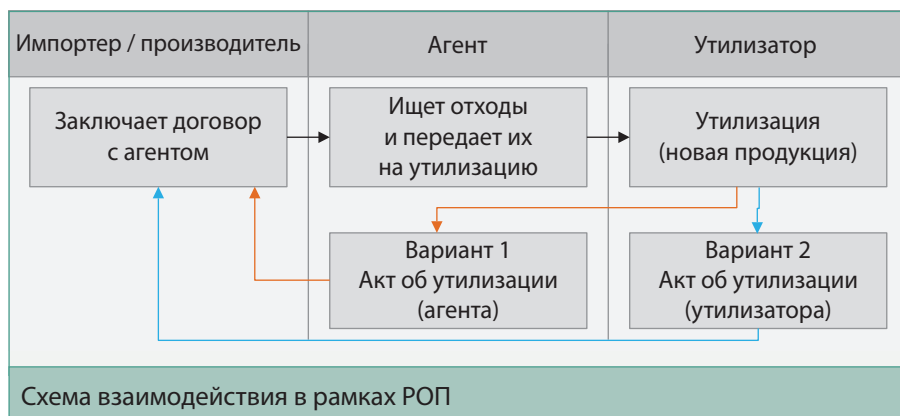 Импортер / производитель
Агент
Утилизатор
Заключает договор
с агентом
Ищет отходы
и передает их
на утилизацию
Утилизация
(новая продукция)
Вариант 1
Акт об утилизации
(агента)
Вариант 2
Акт об утилизации
(утилизатора)
Схема взаимодействия в рамках РОП